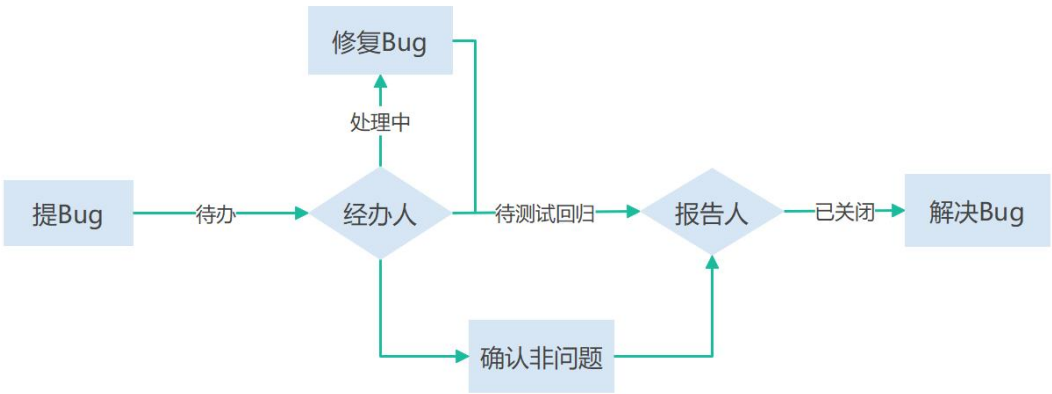 修复Bug
处理中
提Bug
待办
经办人
待测试回归
报告人
已关闭
解决Bug
确认非问题